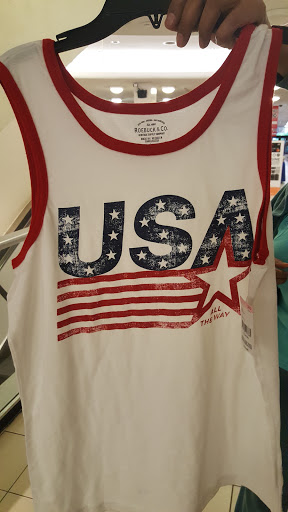 ROEBUCK & CO.
USA
ALL
THE WAY